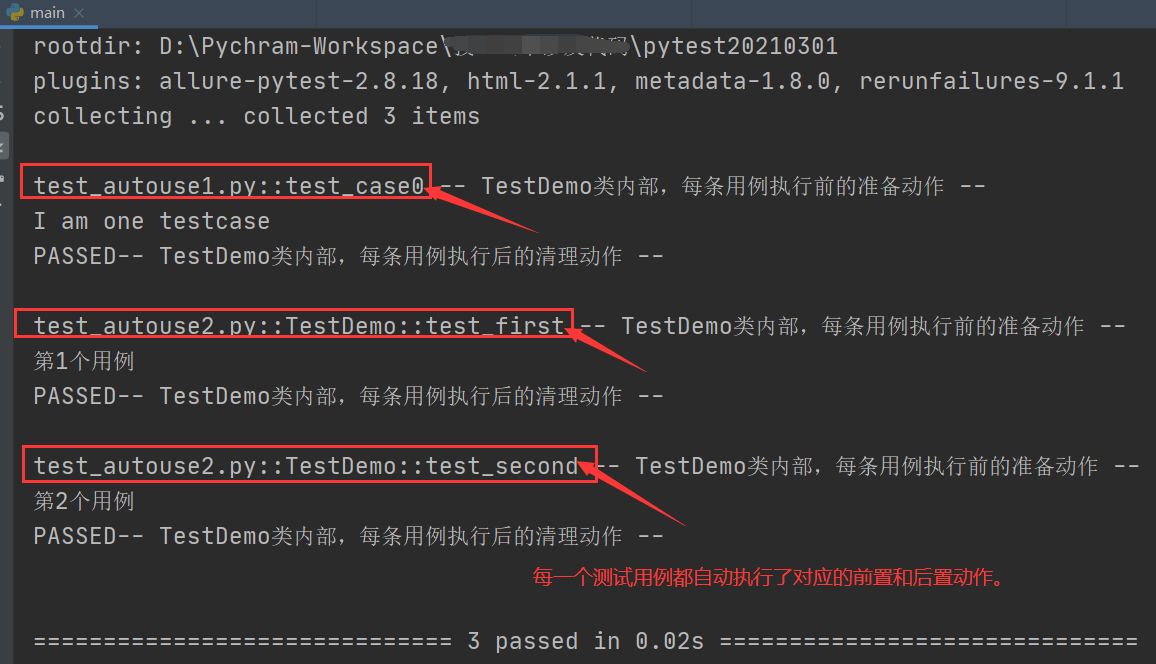 main
rootdir: D:\Pychram-Workspace\\pytest20210301
plugins: allure-pytest-2.8.18, html-2.1.1, metadata-1.8.0, rerunfailures-9.1.1
collecting ... collected 3 items
test_autouse1.py::test_case0 -- TestDemo类内部，每条用例执行前的准备动作 --
I am one testcase
PASSED-- TestDemo类内部，每条用例执行后的清理动作 --
test_autouse2.py::TestDemo::test_first -- TestDemo类内部，每条用例执行前的准备动作 --
第1个用例
PASSED-- TestDemo类内部，每条用例执行后的清理动作 --
test_autouse2.py::TestDemo::test_second -- TestDemo类内部，每条用例执行前的准备动作 --
第2个用例
PASSED-- TestDemo类内部，每条用例执行后的清理动作 --
每一个测试用例都自动执行了对应的前置和后置动作。
============================== 3 passed in 0.02s ==============================